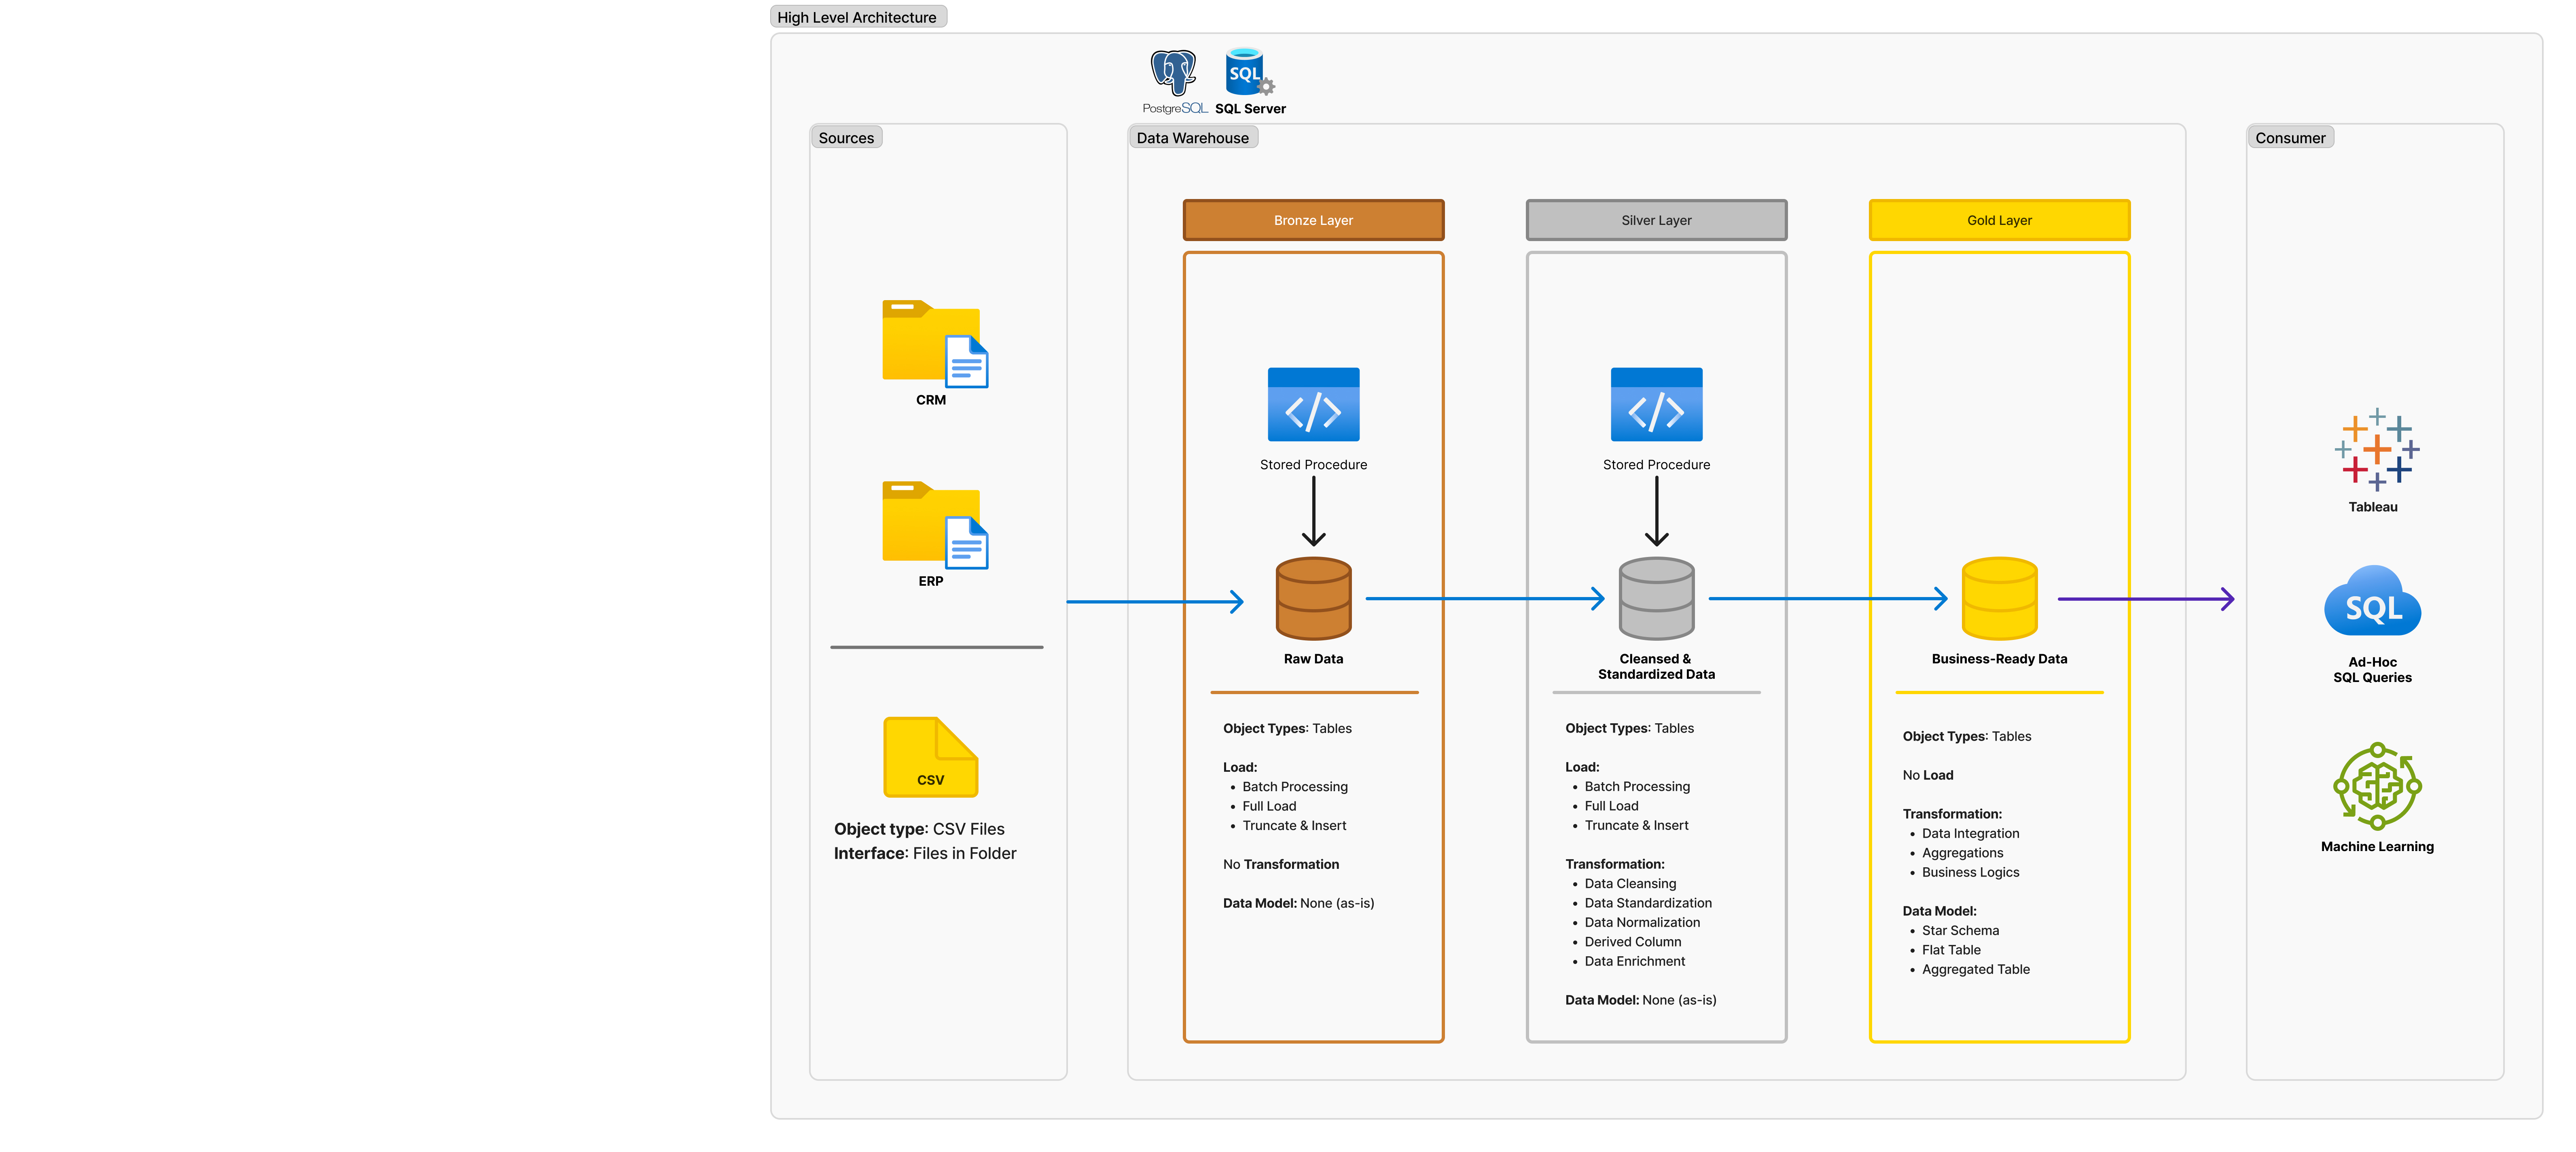 High Level Architecture
PostgreSQL
SQL
SQL Server
Sources
CRM
ERP
CSV
Object type: CSV Files
Interface: Files in Folder
Data Warehouse
Bronze Layer
Stored Procedure
Raw Data
Object Types: Tables
Load:
• Batch Processing
• Full Load
• Truncate & Insert
No Transformation
Data Model: None (as-is)
Silver Layer
Stored Procedure
Cleansed &
Standardized Data
Object Types: Tables
Load:
• Batch Processing
• Full Load
• Truncate & Insert
Transformation:
• Data Cleansing
• Data Standardization
• Data Normalization
• Derived Column
• Data Enrichment
Data Model: None (as-is)
Gold Layer
Business-Ready Data
Object Types: Tables
No Load
Transformation:
• Data Integration
• Aggregations
• Business Logics
Data Model:
• Star Schema
• Flat Table
• Aggregated Table
Consumer
Tableau
SQL
Ad-Hoc
SQL Queries
Machine Learning